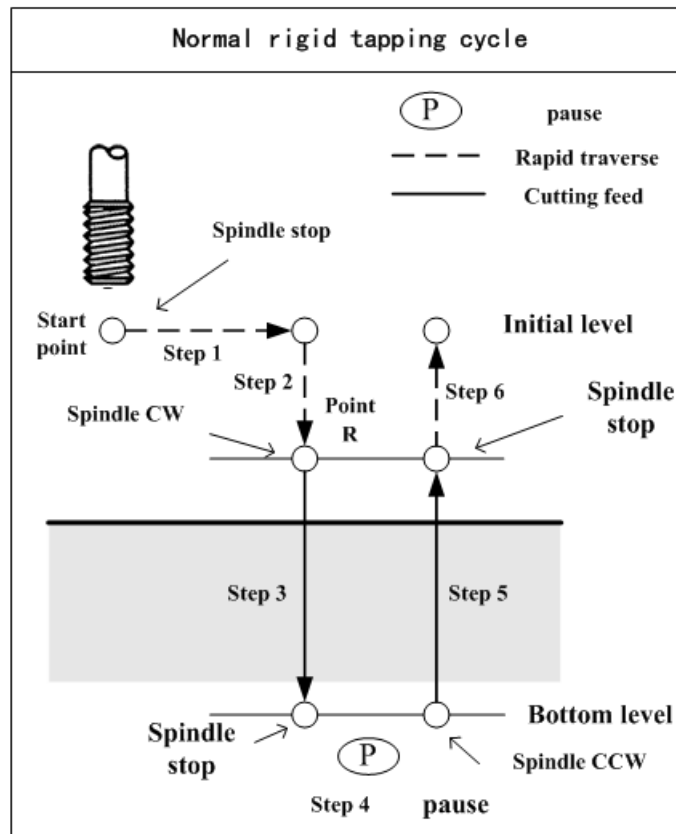 Normal rigid tapping cycle
P
pause
Rapid traverse
Cutting feed
Spindle stop
Start
point
Step 1
Initial level
Step 2
Step 6
Spindle CW
Point
R
Spindle
stop
Step 3
Step 5
Bottom level
Spindle
stop
P
Spindle CCW
Step 4
pause